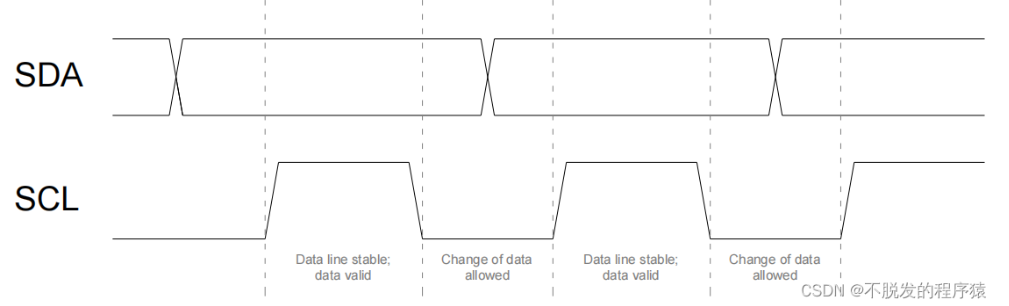 SDA
SCL
Data line stable;
data valid
Change of data
allowed
Data line stable;
data valid
Change of data
allowed
CSDN @不脱发的程序猿